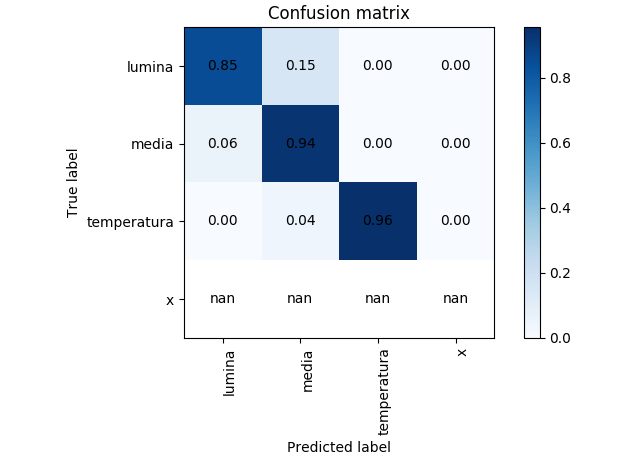 Confusion matrix
lumina 0.85 0.15 0.00 0.00
media 0.06 0.94 0.00 0.00
temperatura 0.00 0.04 0.96 0.00
x nan nan nan nan
lumina media temperatura x
True label
Predicted label
0.8
0.6
0.4
0.2
0.0